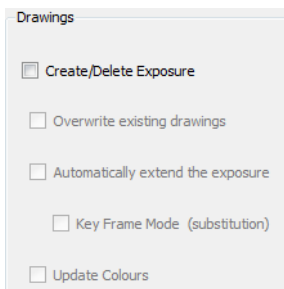 Drawings
Create/Delete Exposure
Overwrite existing drawings
Automatically extend the exposure
Key Frame Mode (substitution)
Update Colours